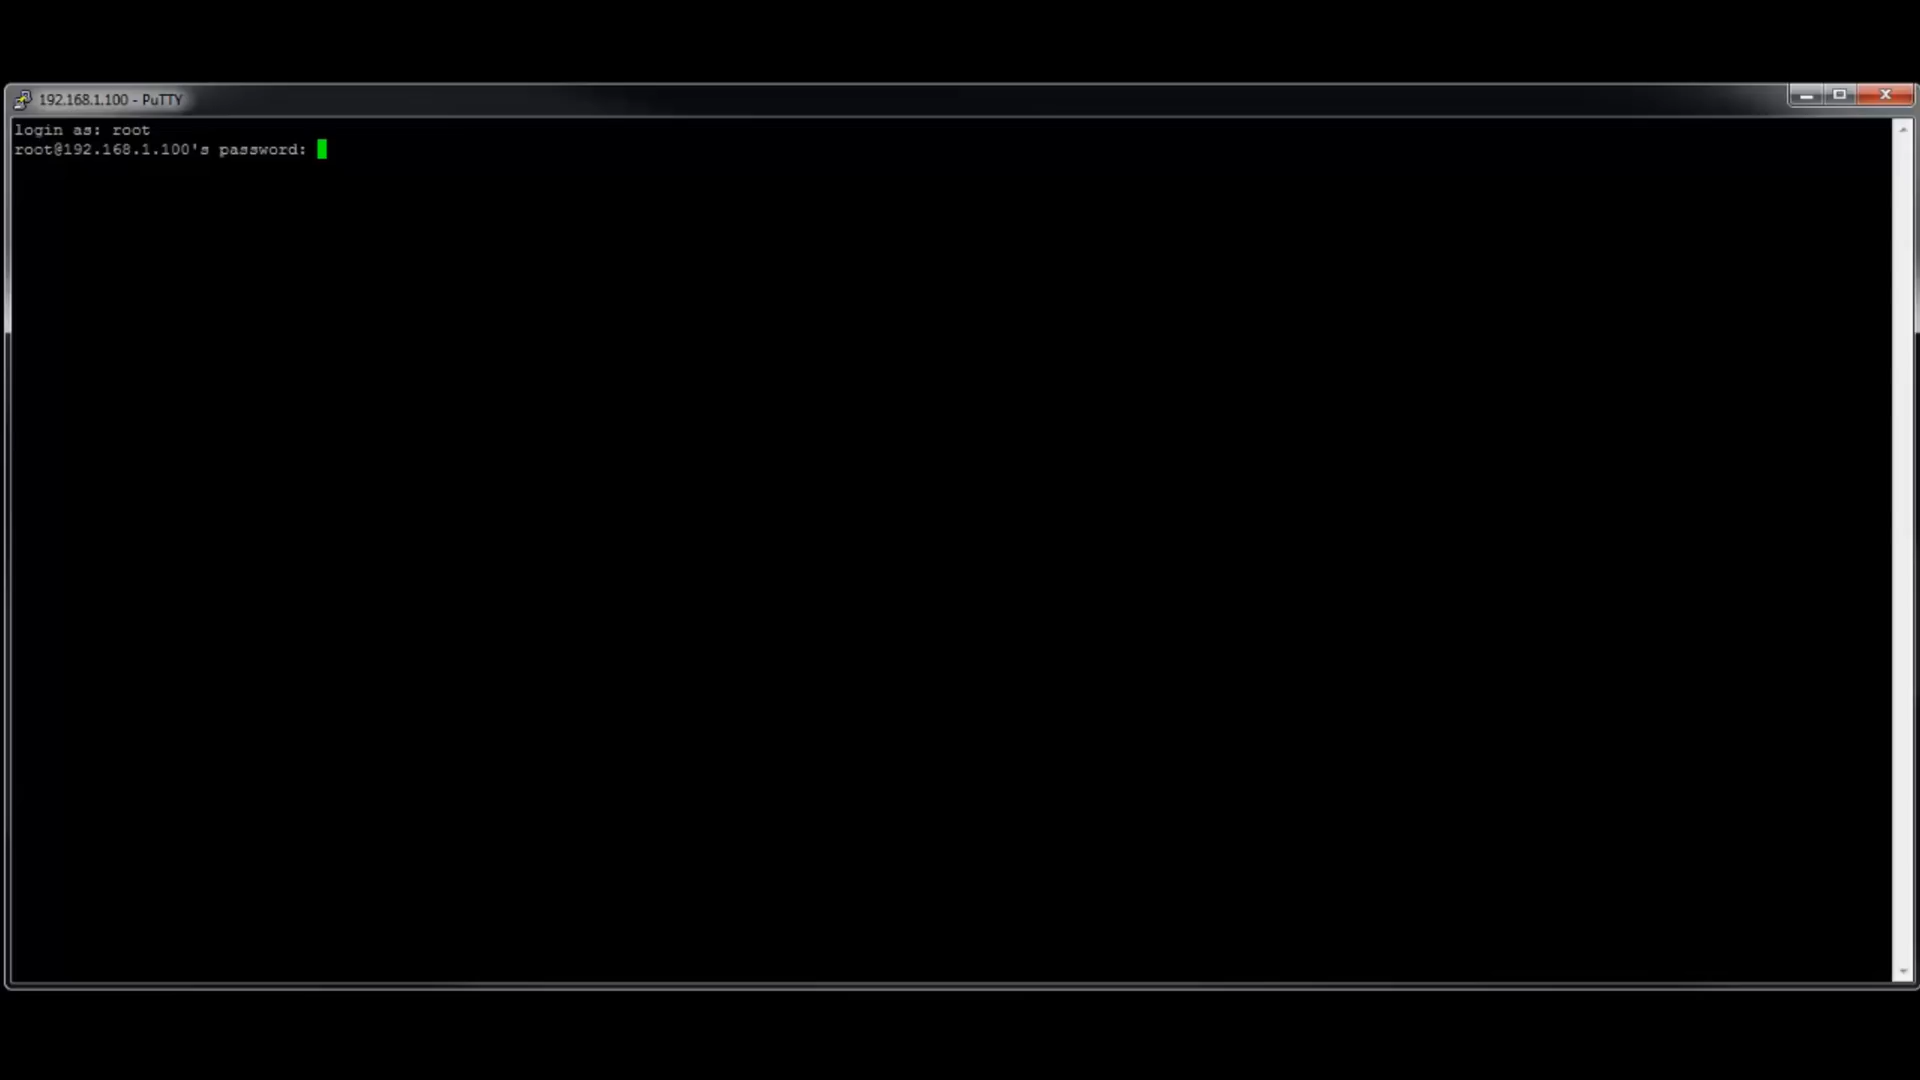 192.168.1.100 - PuTTY
login as: root
root@192.168.1.100's password: